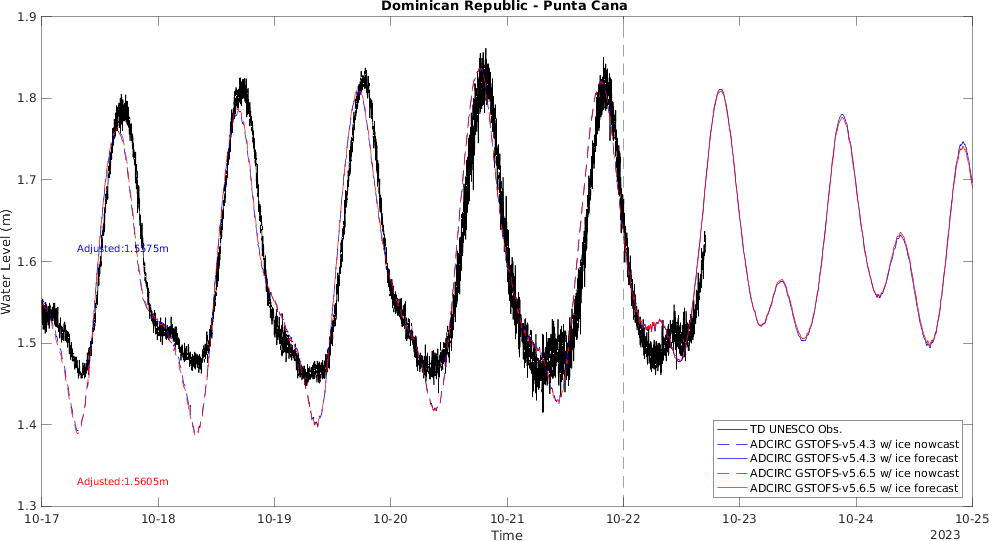 Dominican Republic - Punta Cana
1.9
1.8
1.7
1.6
1.5
1.4
1.3
Water Level (m)
Adjusted:1.5375m
Adjusted:1.5605m
TD UNESCO Obs.
ADCIRC GSTOFS-v5.4.3 w/ ice nowcast
ADCIRC GSTOFS-v5.4.3 w/ ice forecast
ADCIRC GSTOFS-v5.6.5 w/ ice nowcast
ADCIRC GSTOFS-v5.6.5 w/ ice forecast
10-17 10-18 10-19 10-20 10-21 10-22 10-23 10-24 10-25
Time
2023